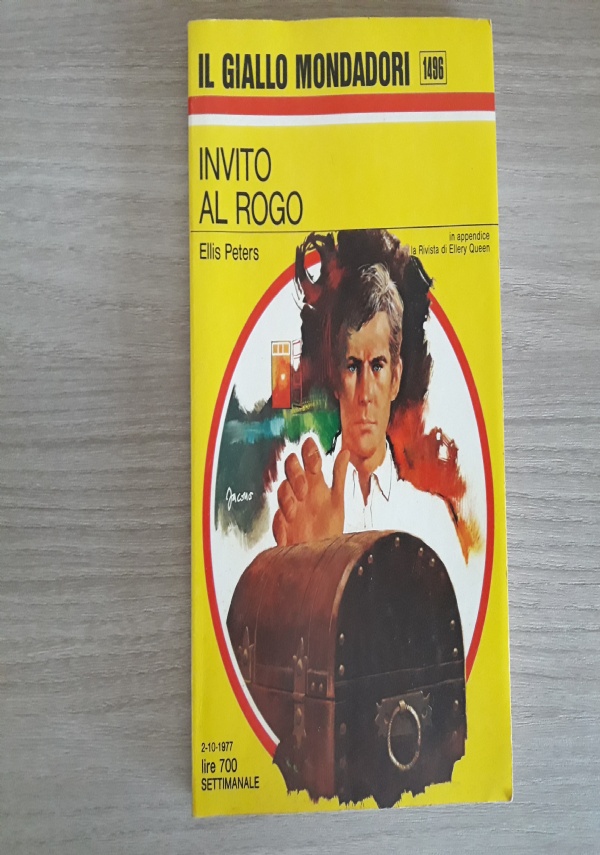 IL GIALLO MONDADORI 1496
INVITO
AL ROGO
Ellis Peters
in appendice
la Rivista di Ellery Queen
Jacono
2-10-1977
lire 700
SETTIMANALE